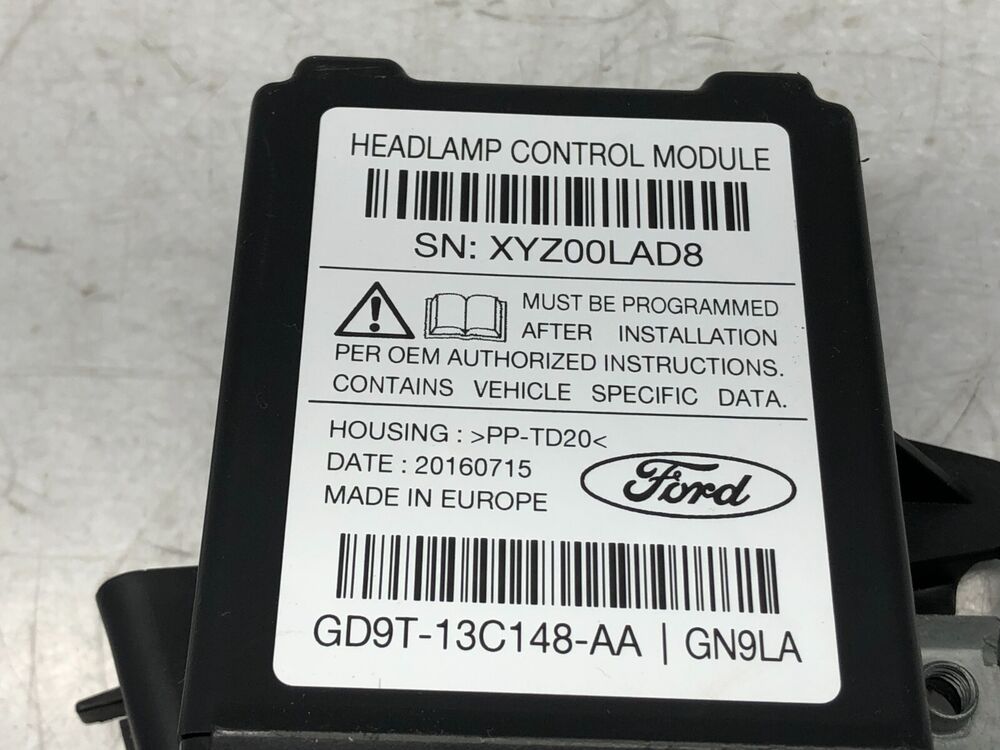 HEADLAMP CONTROL MODULE
SN: XYZ00LAD8
MUST BE PROGRAMMED
AFTER INSTALLATION
PER OEM AUTHORIZED INSTRUCTIONS.
CONTAINS VEHICLE SPECIFIC DATA.
HOUSING : >PP-TD20<
DATE : 20160715
MADE IN EUROPE
Ford
GD9T-13C148-AA | GN9LA